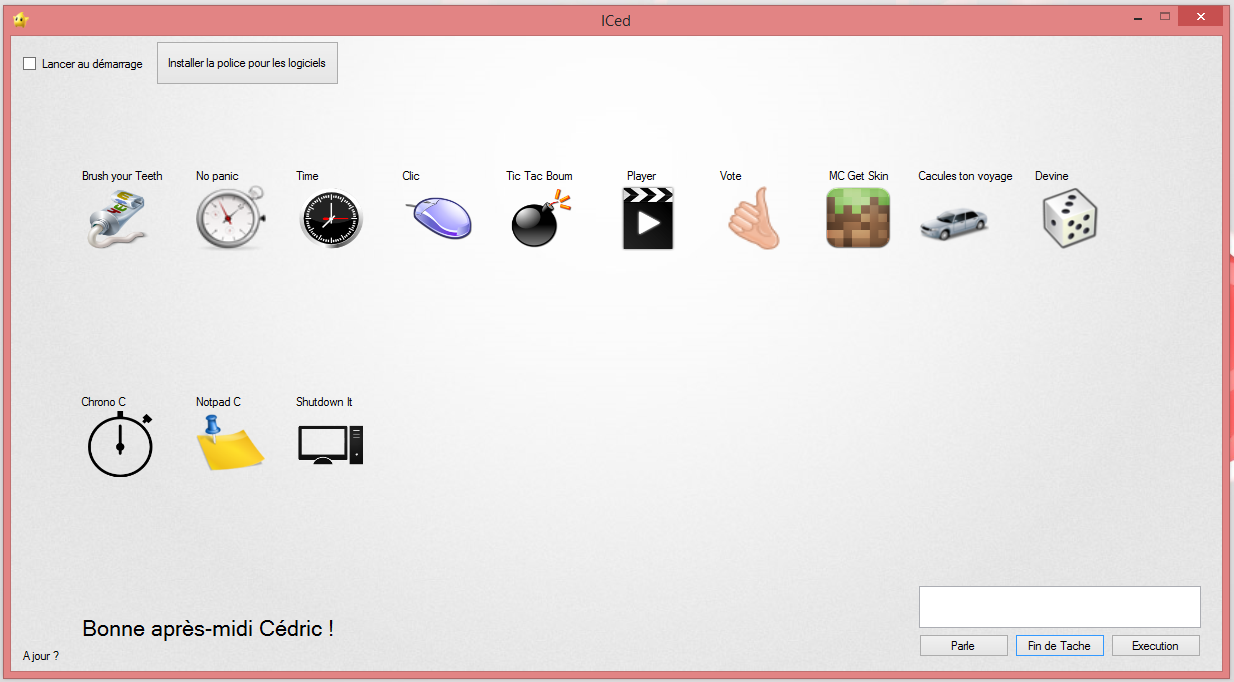 ICed
Lancer au démarrage
Installer la police pour les logiciels
Brush your Teeth
No panic
Time
Clic
Tic Tac Boum
Player
Vote
MC Get Skin
Cacules ton voyage
Devine
Chrono C
Notpad C
Shutdown It
Bonne après-midi Cédric !
A jour ?
Parle
Fin de Tache
Execution